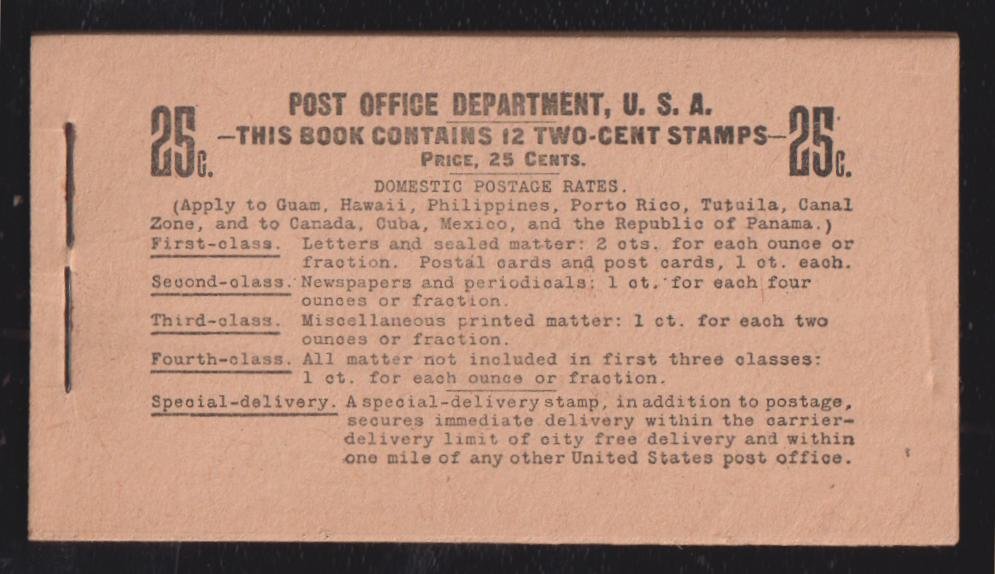 POST OFFICE DEPARTMENT, U. S. A.
25c. —THIS BOOK CONTAINS 12 TWO-CENT STAMPS— 25c.
PRICE, 25 CENTS.
DOMESTIC POSTAGE RATES.
(Apply to Guam, Hawaii, Philippines, Porto Rico, Tutuila, Canal
Zone, and to Canada, Cuba, Mexico, and the Republic of Panama.)
First-class. Letters and sealed matter: 2 cts. for each ounce or
fraction. Postal cards and post cards, 1 ct. each.
Second-class. Newspapers and periodicals: 1 ct. for each four
ounces or fraction.
Third-class. Miscellaneous printed matter: 1 ct. for each two
ounces or fraction.
Fourth-class. All matter not included in first three classes:
1 ct. for each ounce or fraction.
Special-delivery. A special-delivery stamp, in addition to postage,
secures immediate delivery within the carrier-
delivery limit of city free delivery and within
one mile of any other United States post office.